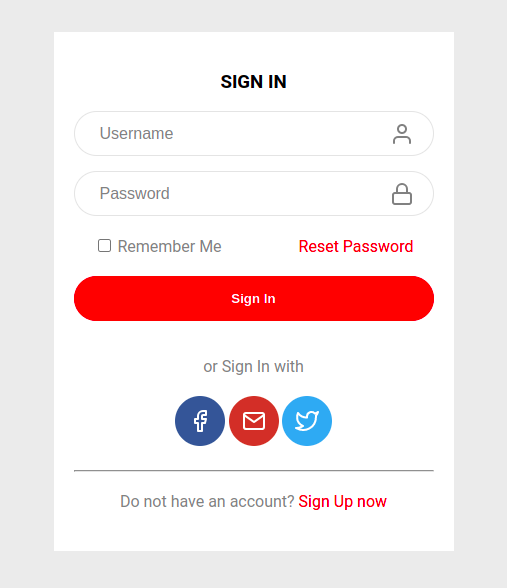 SIGN IN
Username
Password
Remember Me Reset Password
Sign In
or Sign In with
Do not have an account? Sign Up now